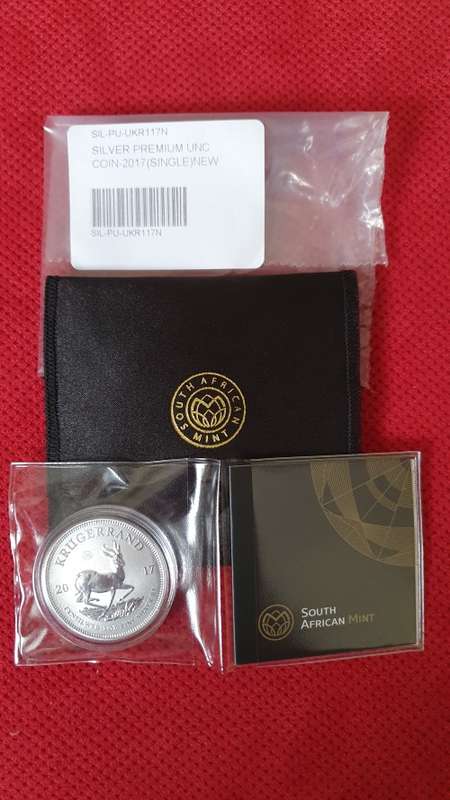 SIL-PU-UKR117N
SILVER PREMIUM UNC
COIN-2017(SINGLE)NEW
SIL-PU-UKR117N
SOUTH AFRICAN
MINT
KRUGERRAND
20 17
SOUTH
AFRICAN MINT